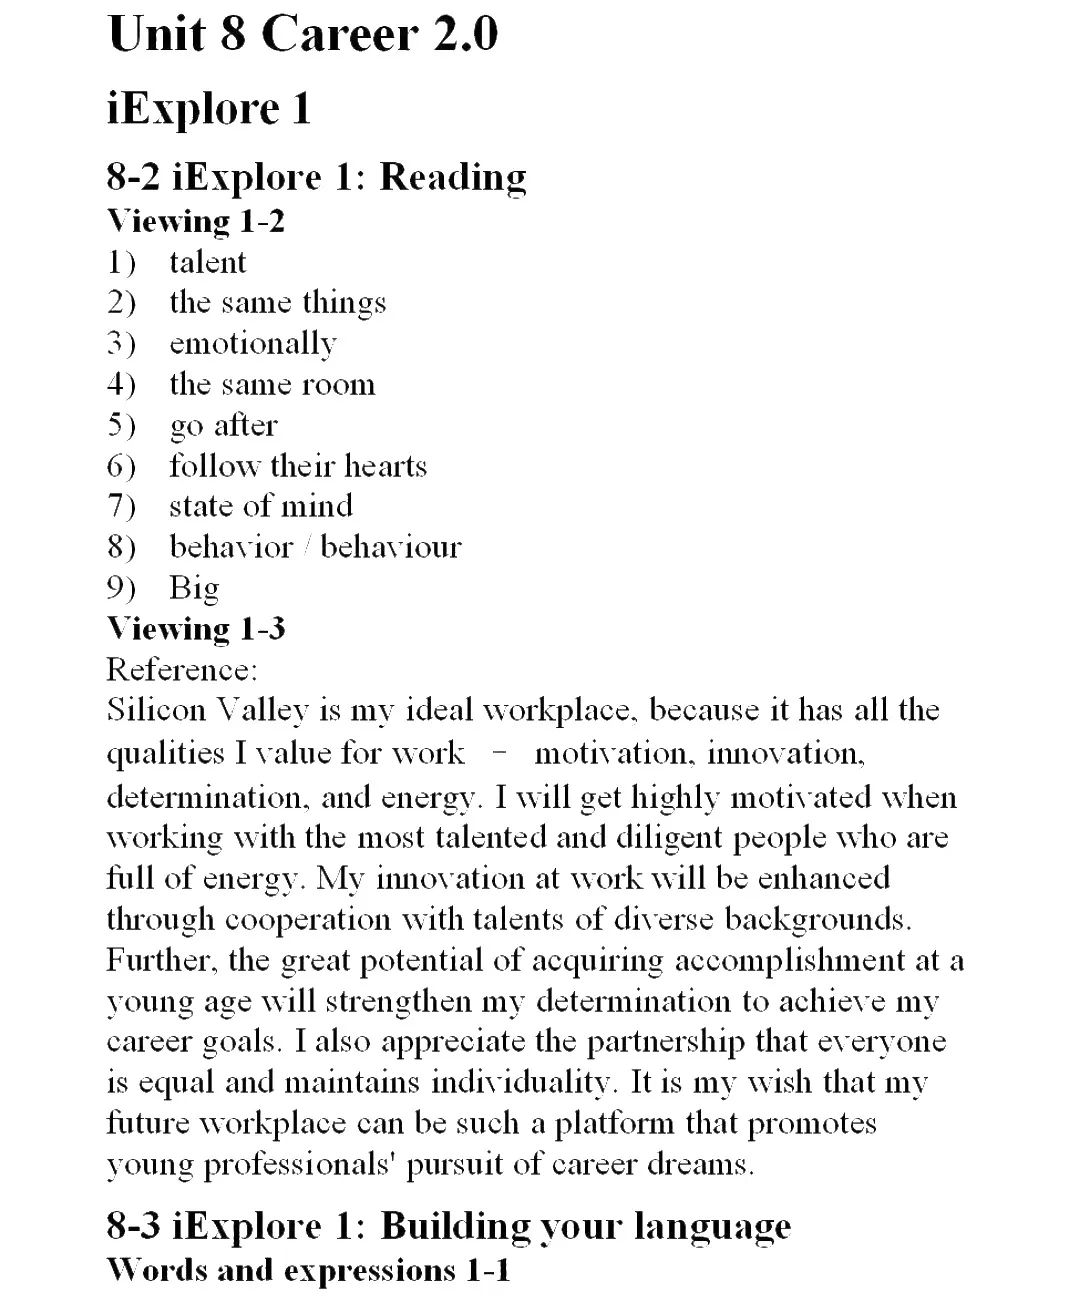 Unit 8 Career 2.0
iExplore 1
8-2 iExplore 1: Reading
Viewing 1-2
1) talent
2) the same things
3) emotionally
4) the same room
5) go after
6) follow their hearts
7) state of mind
8) behavior / behaviour
9) Big
Viewing 1-3
Reference:
Silicon Valley is my ideal workplace, because it has all the
qualities I value for work – motivation, innovation,
determination, and energy. I will get highly motivated when
working with the most talented and diligent people who are
full of energy. My innovation at work will be enhanced
through cooperation with talents of diverse backgrounds.
Further, the great potential of acquiring accomplishment at a
young age will strengthen my determination to achieve my
career goals. I also appreciate the partnership that everyone
is equal and maintains individuality. It is my wish that my
future workplace can be such a platform that promotes
young professionals' pursuit of career dreams.
8-3 iExplore 1: Building your language
Words and expressions 1-1